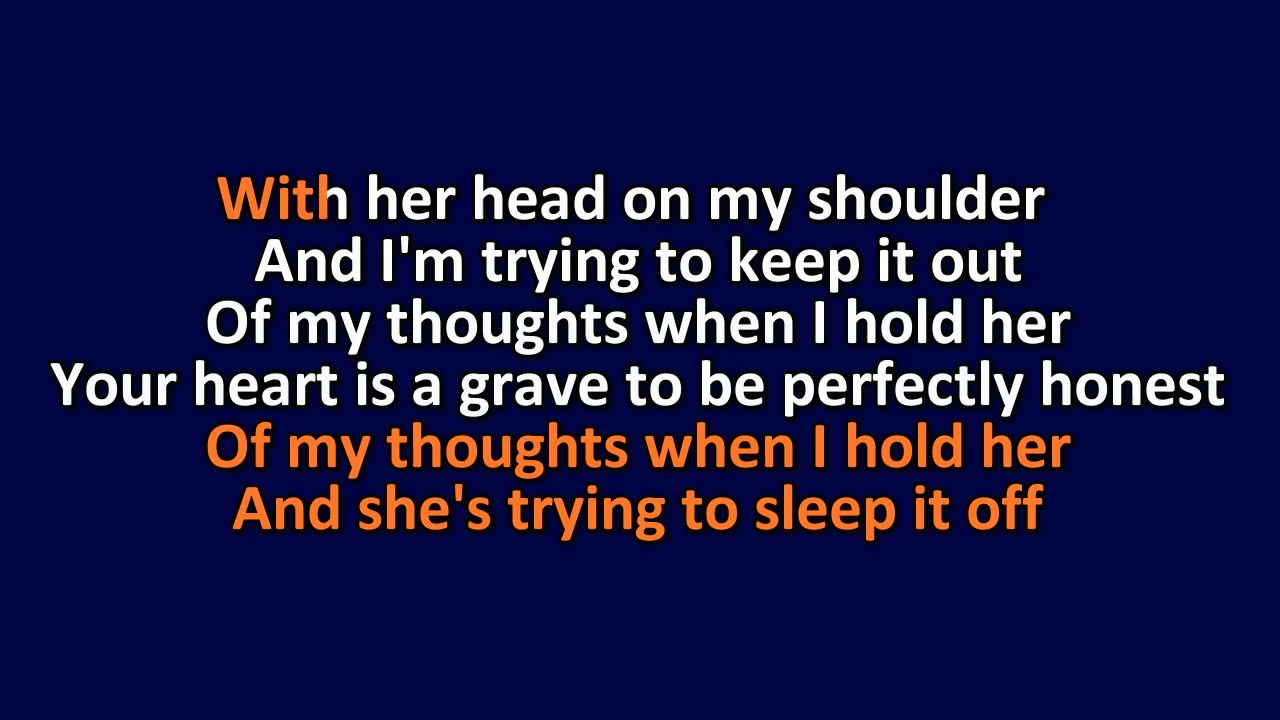 With her head on my shoulder
And I'm trying to keep it out
Of my thoughts when I hold her
Your heart is a grave to be perfectly honest
Of my thoughts when I hold her
And she's trying to sleep it off